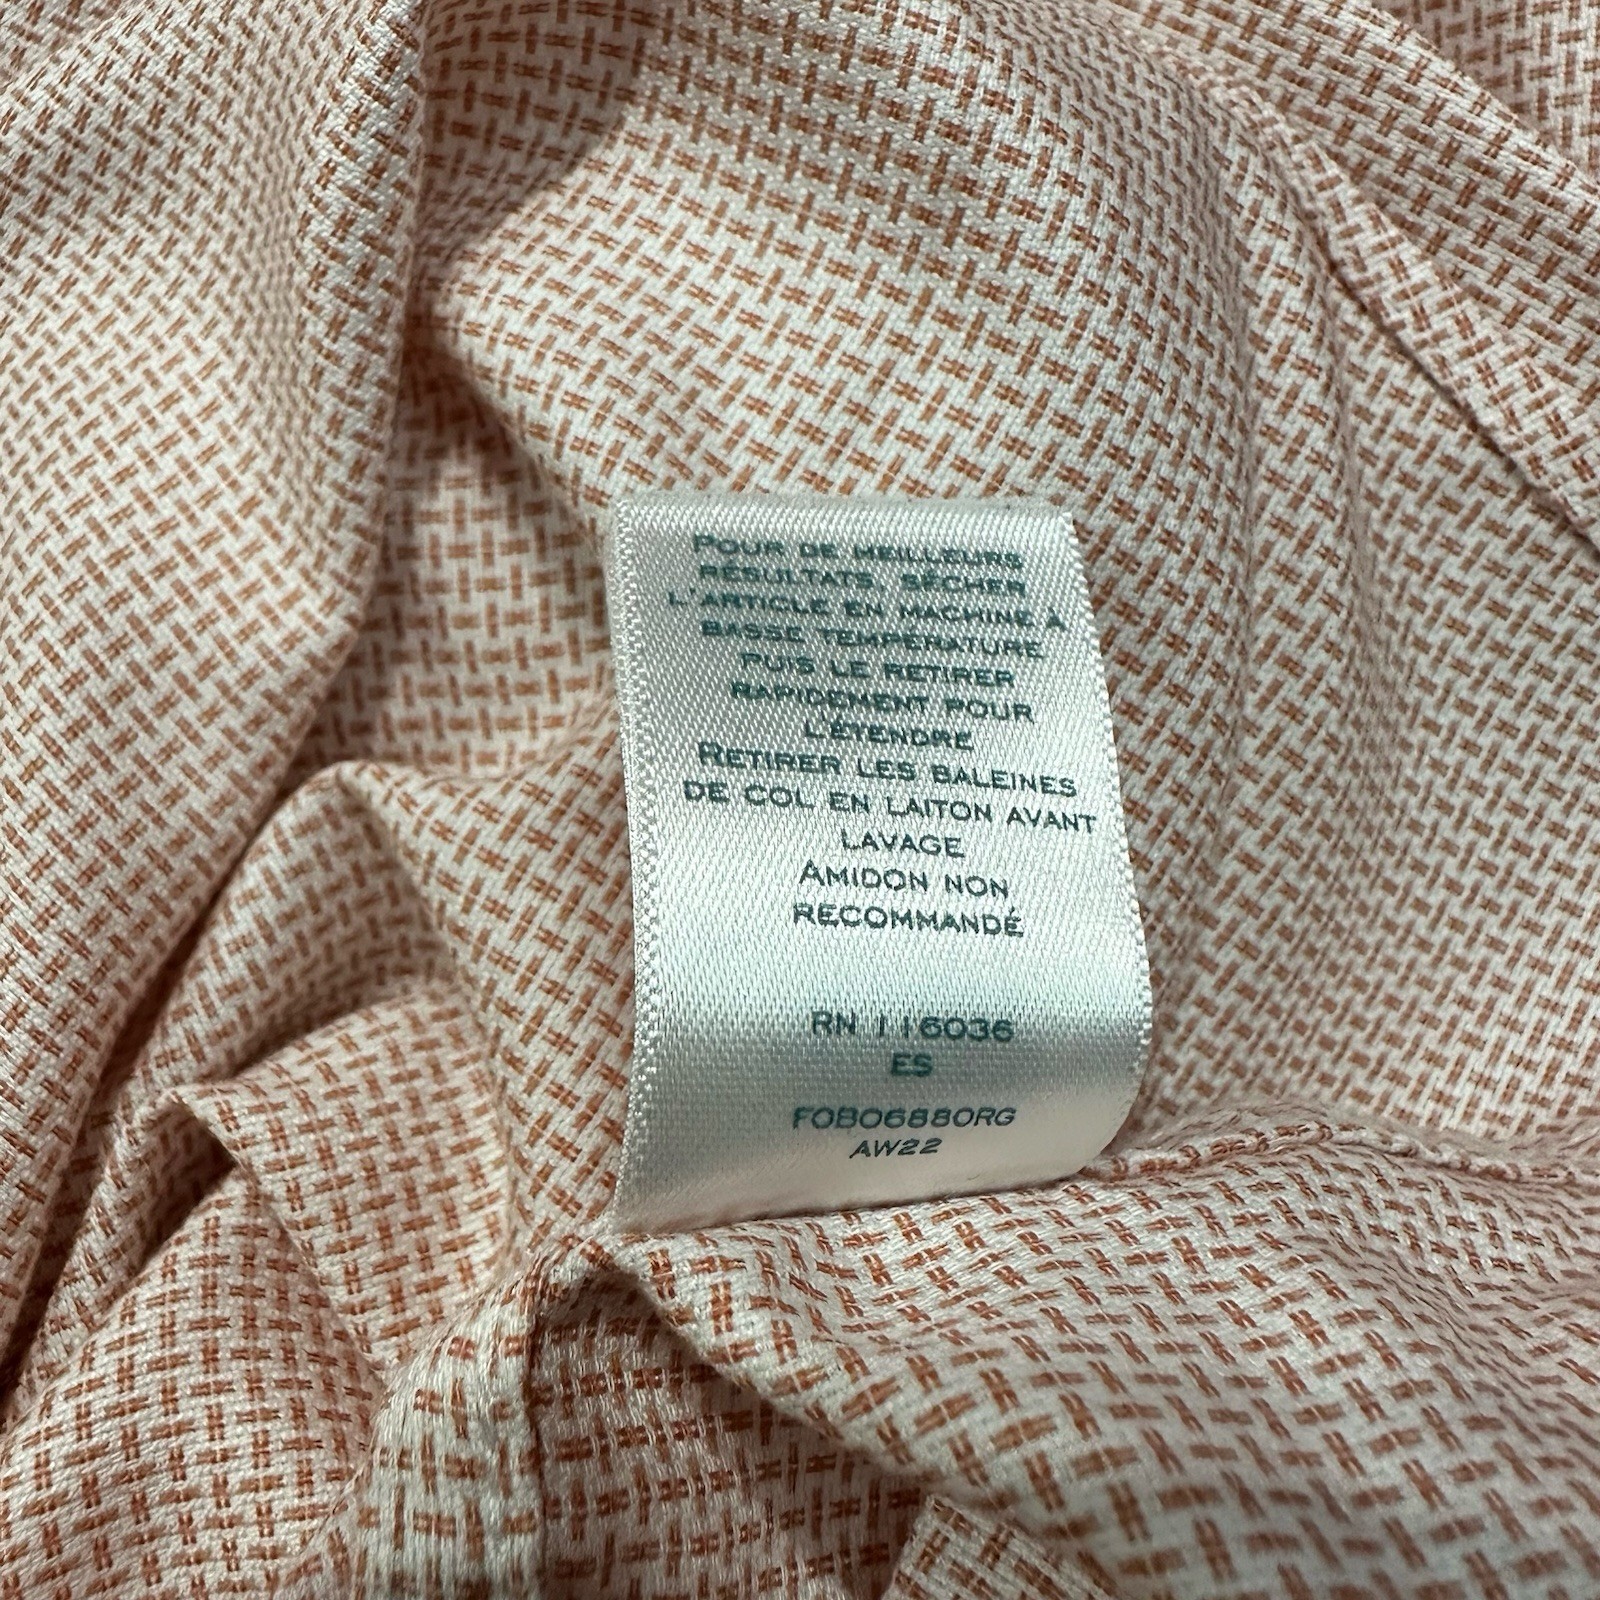 POUR DE MEILLEURS
RÉSULTATS, SÉCHER
L'ARTICLE EN MACHINE À
BASSE TEMPÉRATURE
PUIS LE RETIRER
RAPIDEMENT POUR
L'ÉTENDRE
RETIRER LES BALEINES
DE COL EN LAITON AVANT
LAVAGE
AMIDON NON
RECOMMANDÉ
RN 116036
ES
FOB06880RG
AW22